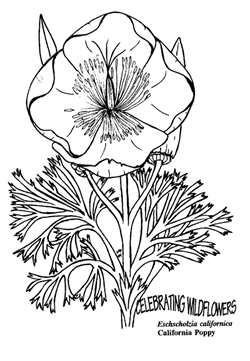 CELEBRATING WILDFLOWERS
Eschscholzia californica
California Poppy